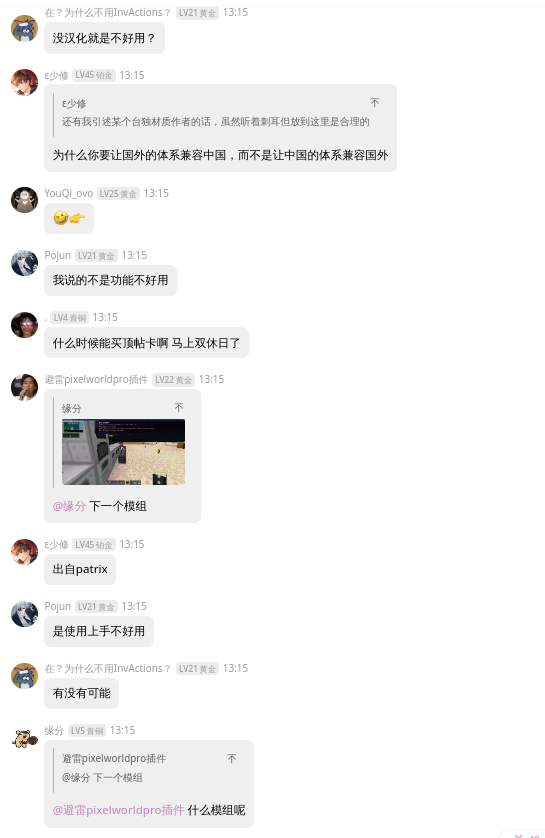 在？为什么不用InvActions？ LV21 黄金 13:15
没汉化就是不好用？
ε少修 LV45 铂金 13:15
ε少修
还有我引述某个台独材质作者的话，虽然听着刺耳但放到这里是合理的
为什么你要让国外的体系兼容中国，而不是让中国的体系兼容国外
YouQi_ovo LV25 黄金 13:15
🤣👉
Pojun LV21 黄金 13:15
我说的不是功能不好用
. LV4 青铜 13:15
什么时候能买顶帖卡啊 马上双休日了
避雷pixelworldpro插件 LV22 黄金 13:15
缘分
@缘分 下一个模组
ε少修 LV45 铂金 13:15
出自patrix
Pojun LV21 黄金 13:15
是使用上手不好用
在？为什么不用InvActions？ LV21 黄金 13:15
有没有可能
缘分 LV5 青铜 13:15
避雷pixelworldpro插件
@缘分 下一个模组
@避雷pixelworldpro插件 什么模组呢